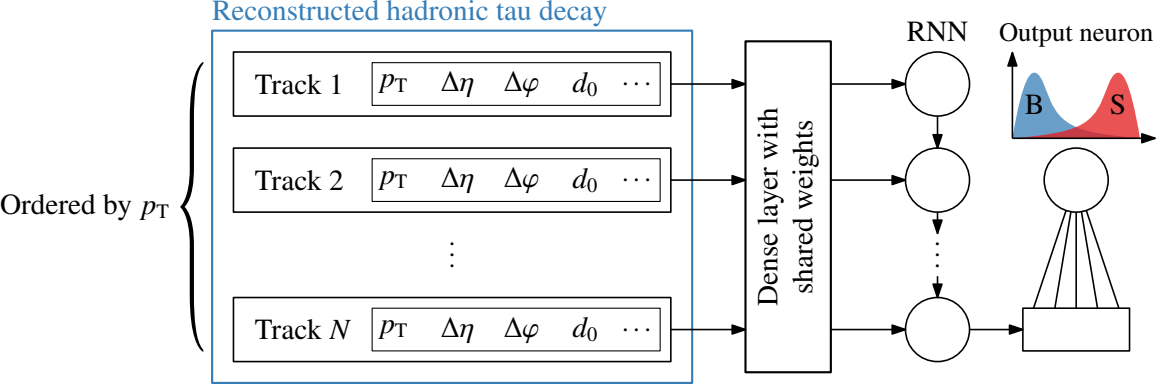 Reconstructed hadronic tau decay
RNN
Output neuron
Track 1 pT Δη Δφ d0 ···
B S
Track 2 pT Δη Δφ d0 ···
Ordered by pT
Dense layer with
shared weights
⋮
⋮
Track N pT Δη Δφ d0 ···